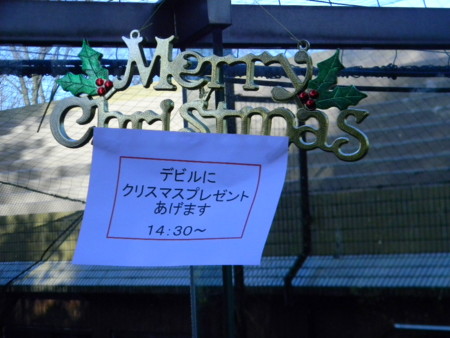 Merry
Christmas
デビルに
クリスマスプレゼント
あげます
14:30～